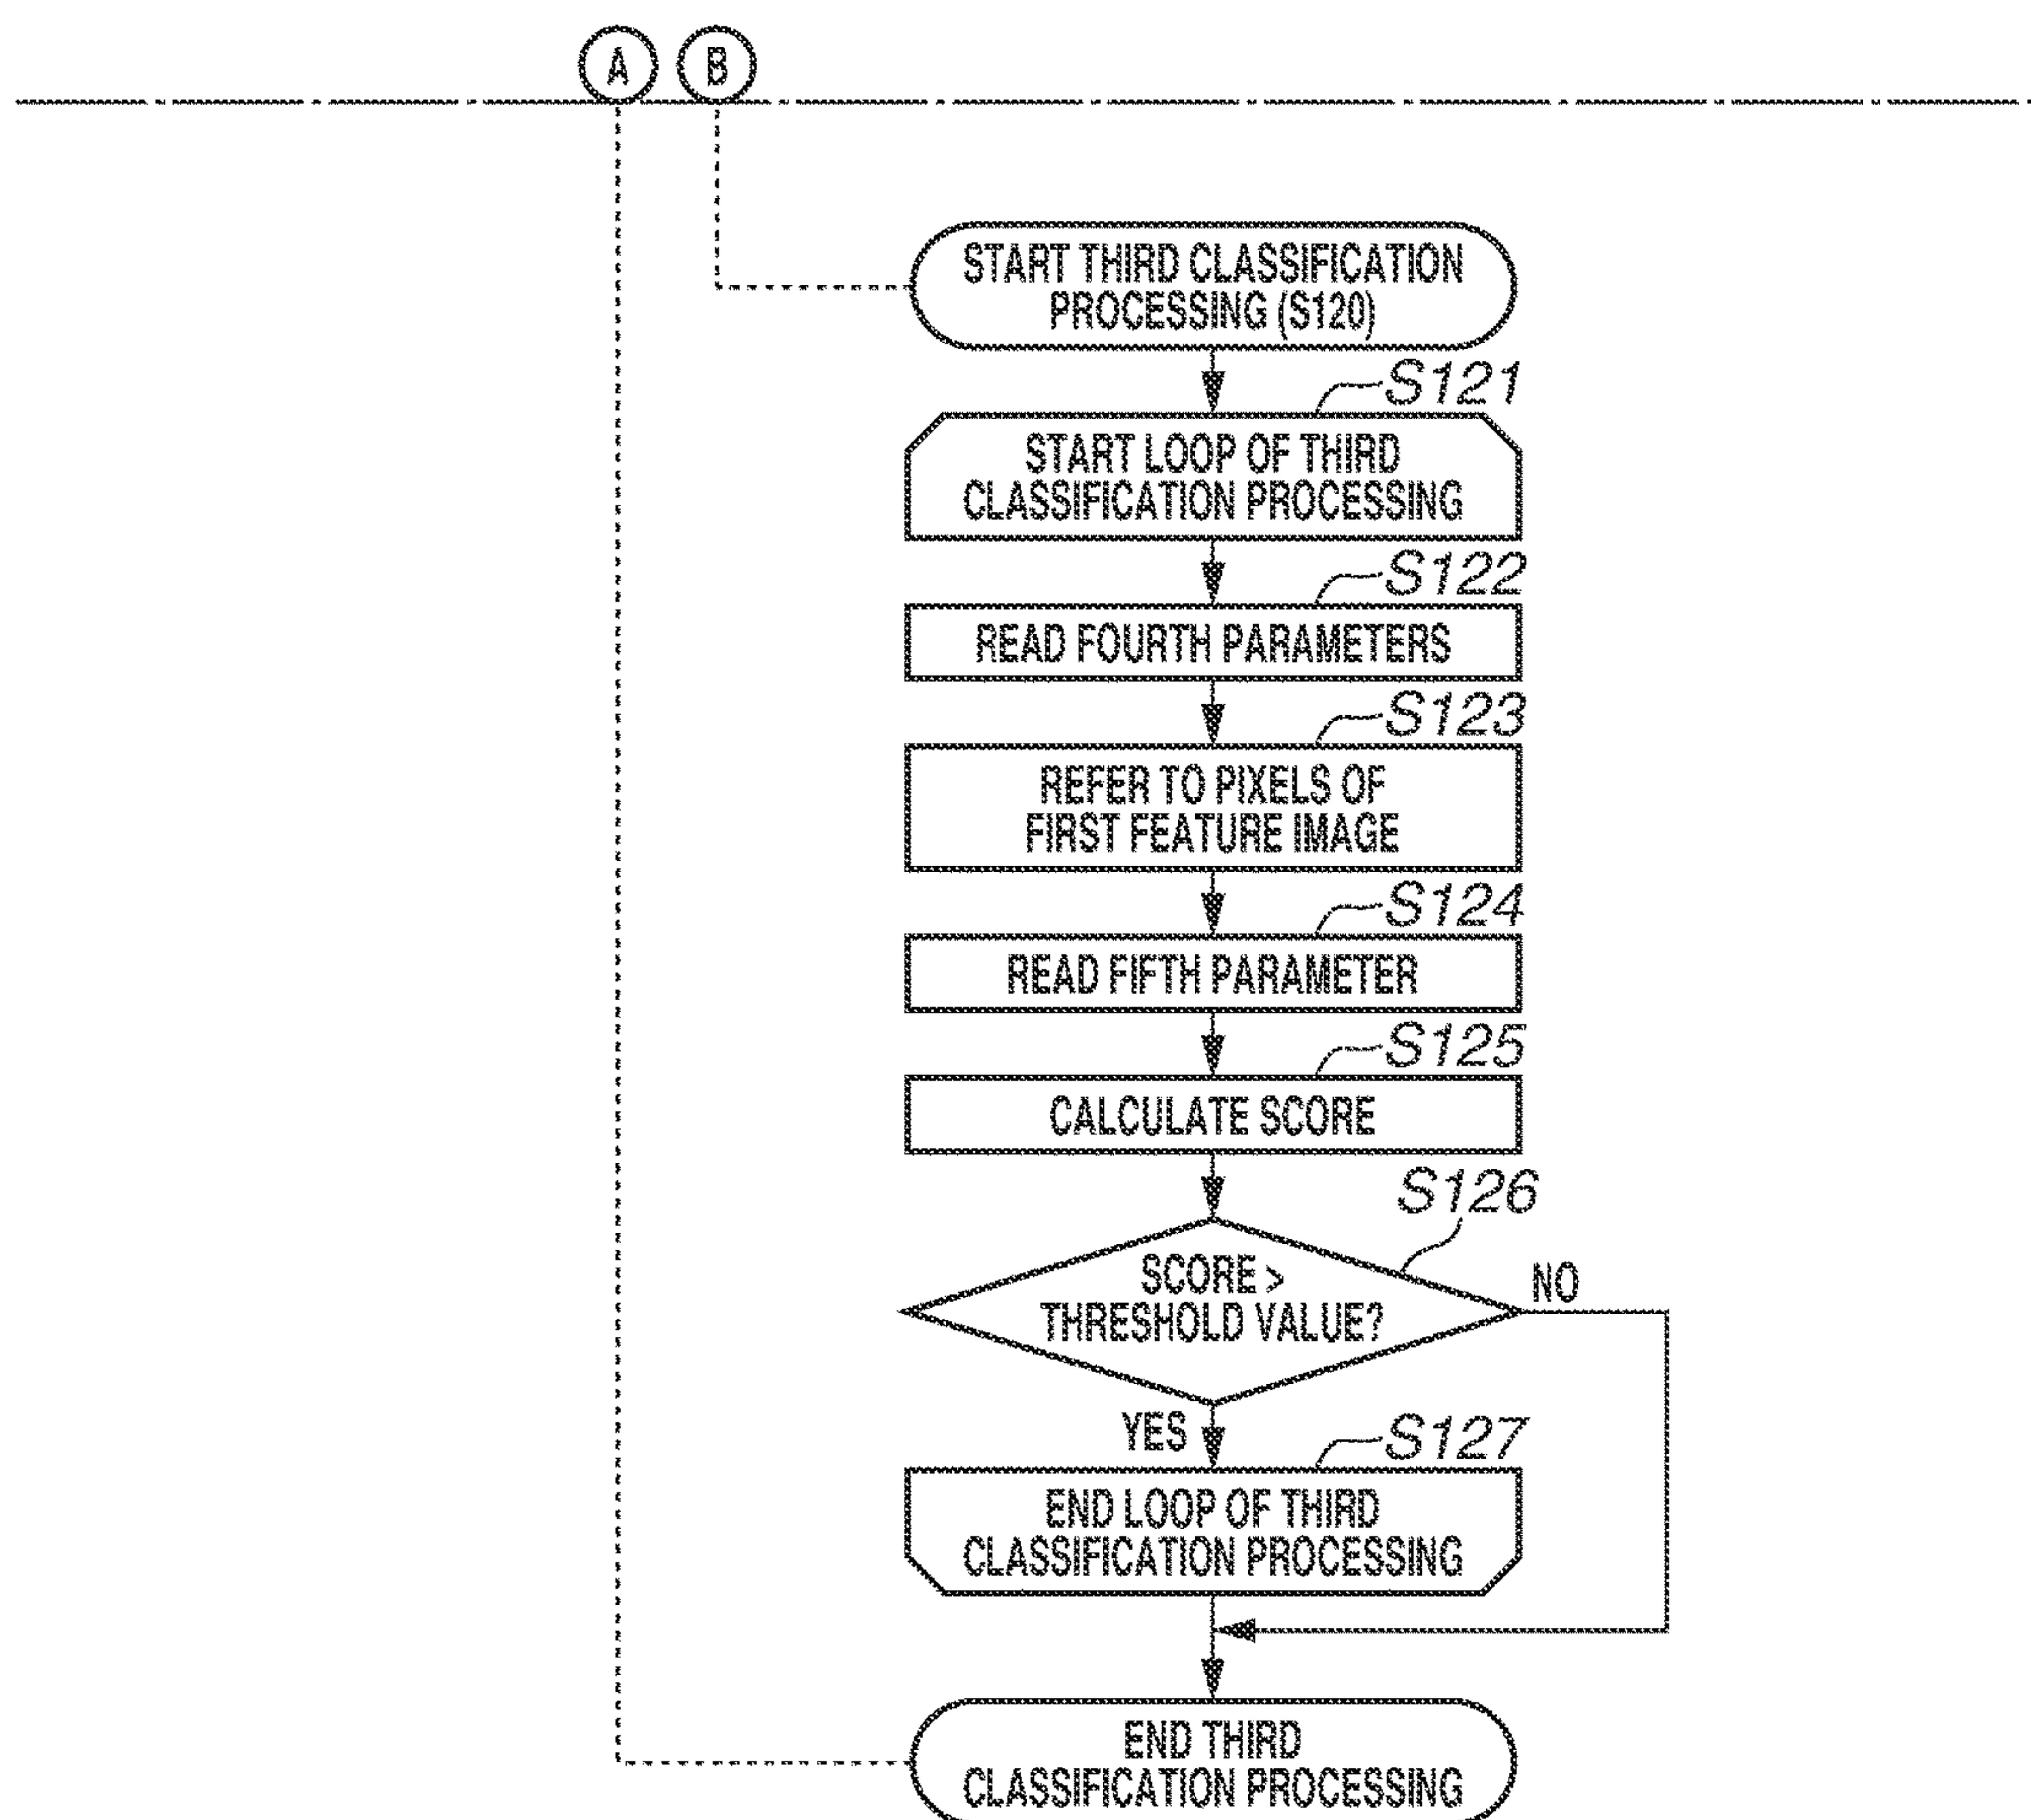 A B
START THIRD CLASSIFICATION
PROCESSING (S120)
S121
START LOOP OF THIRD
CLASSIFICATION PROCESSING
S122
READ FOURTH PARAMETERS
S123
REFER TO PIXELS OF
FIRST FEATURE IMAGE
S124
READ FIFTH PARAMETER
S125
CALCULATE SCORE
S126
SCORE >
THRESHOLD VALUE?
NO
YES
S127
END LOOP OF THIRD
CLASSIFICATION PROCESSING
END THIRD
CLASSIFICATION PROCESSING